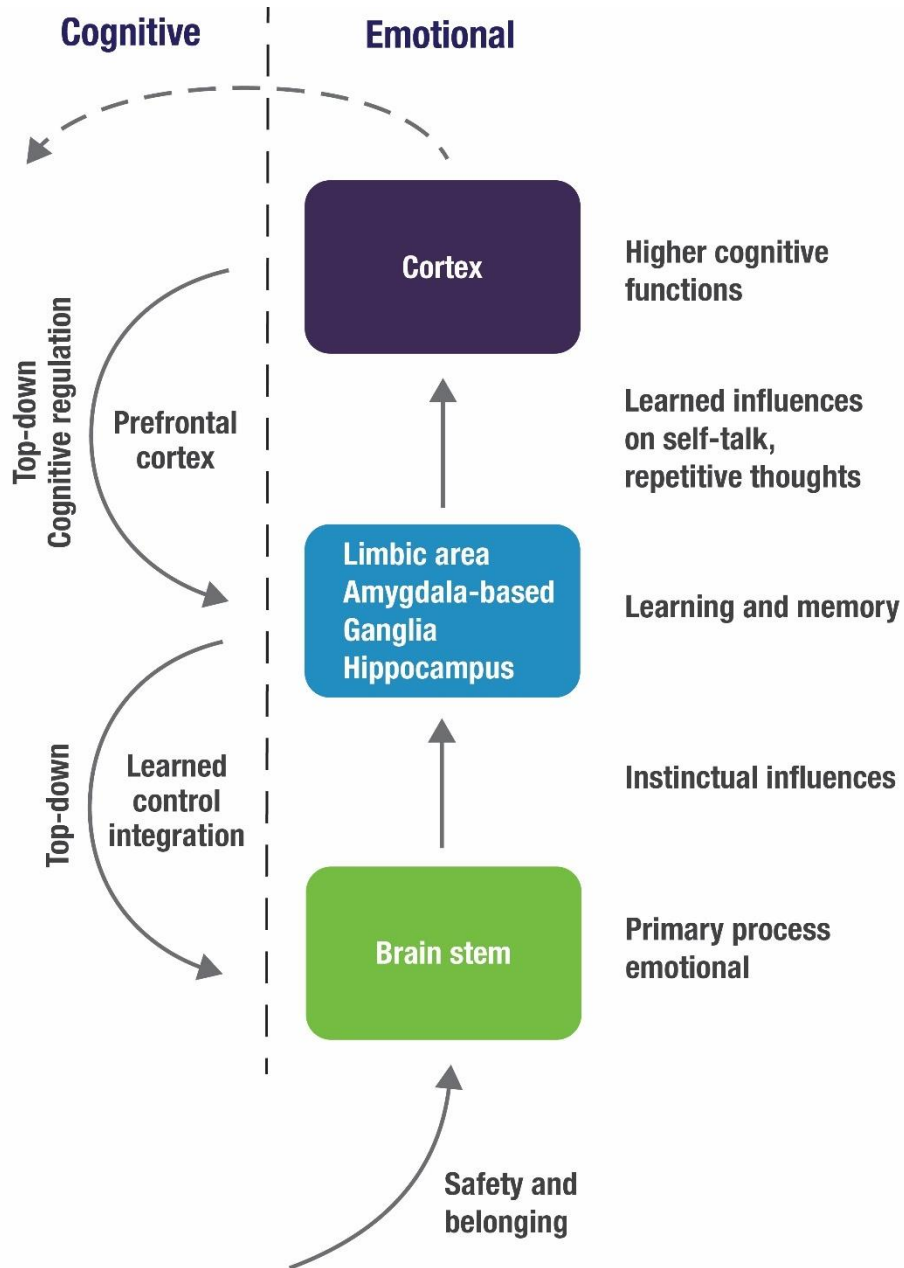 Cognitive
Emotional
Cortex
Higher cognitive
functions
Top-down
Cognitive regulation
Prefrontal
cortex
Learned influences
on self-talk,
repetitive thoughts
Limbic area
Amygdala-based
Ganglia
Hippocampus
Learning and memory
Top-down
Learned
control
integration
Instinctual influences
Brain stem
Primary process
emotional
Safety and
belonging